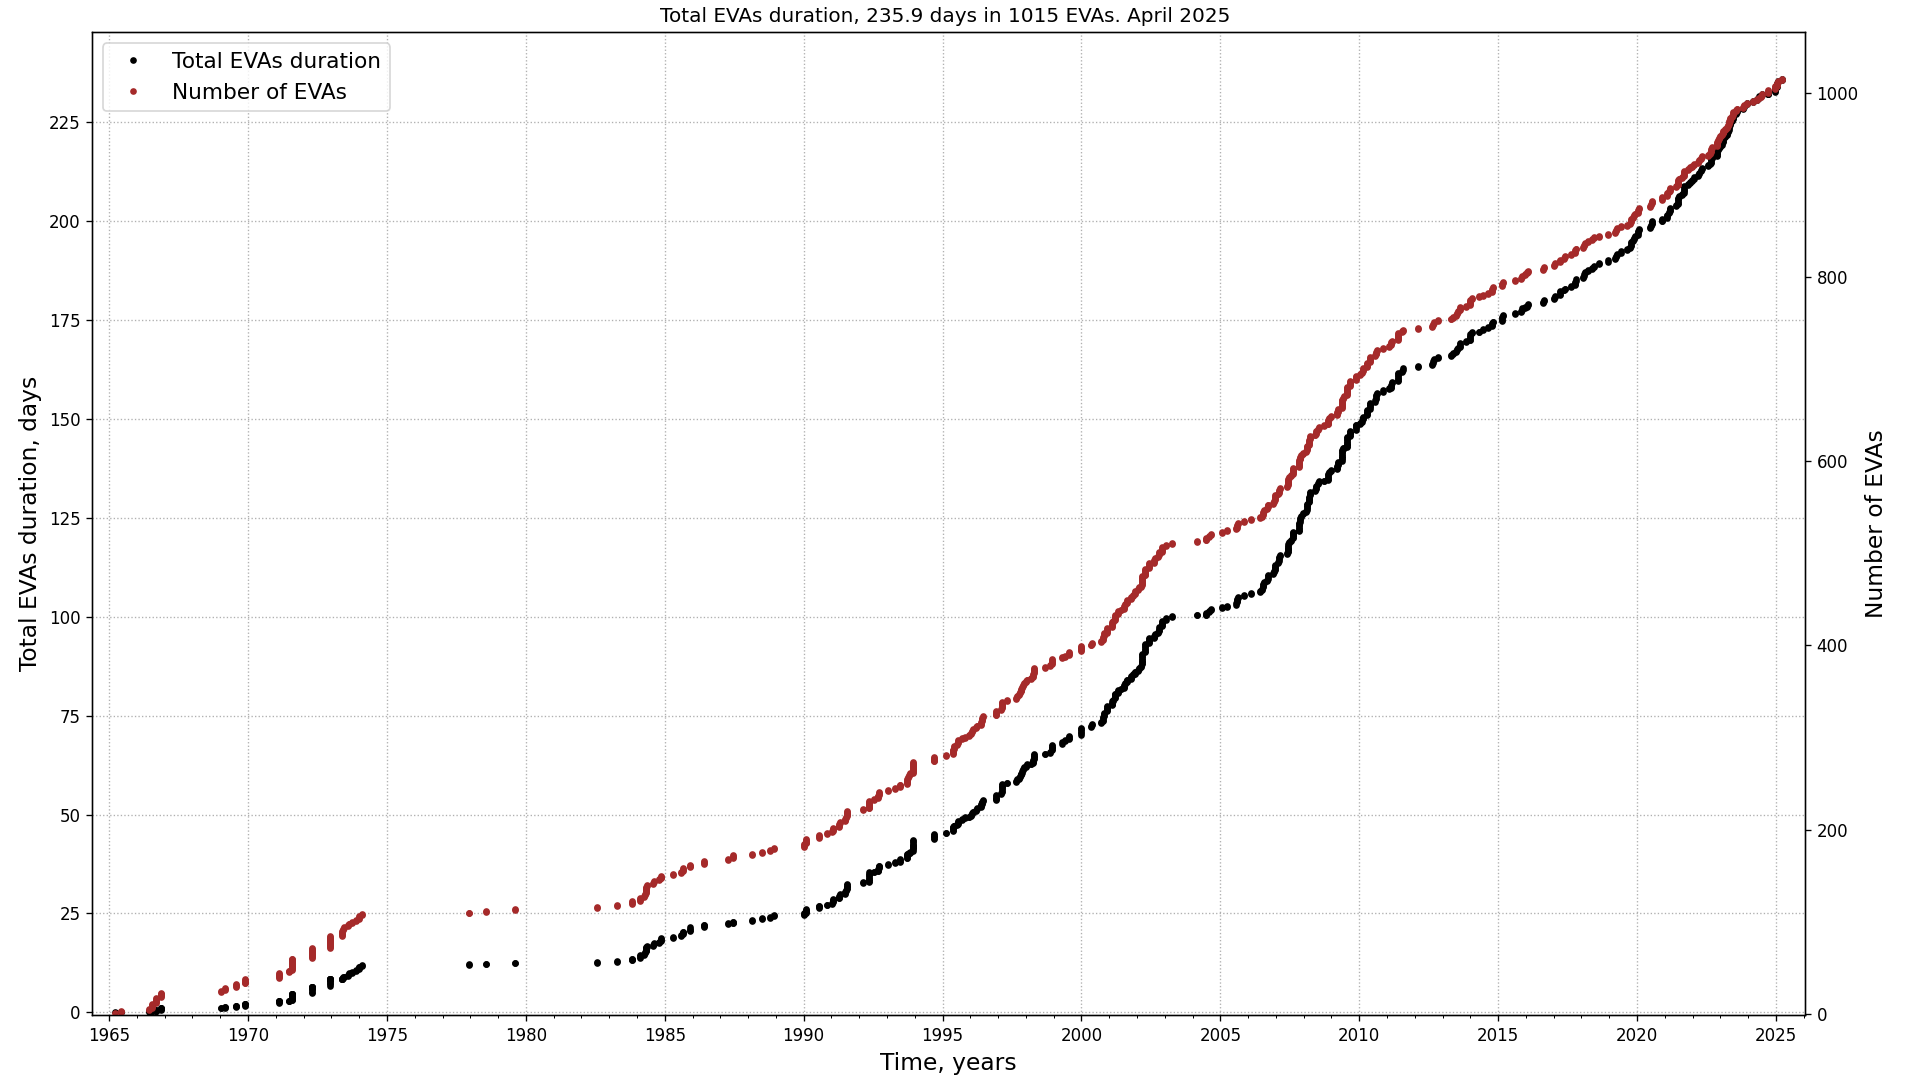 Total EVAs duration, 235.9 days in 1015 EVAs. April 2025
Total EVAs duration
Number of EVAs
Total EVAs duration, days
225
200
175
150
125
100
75
50
25
0
Number of EVAs
1000
800
600
400
200
0
1965 1970 1975 1980 1985 1990 1995 2000 2005 2010 2015 2020 2025
Time, years